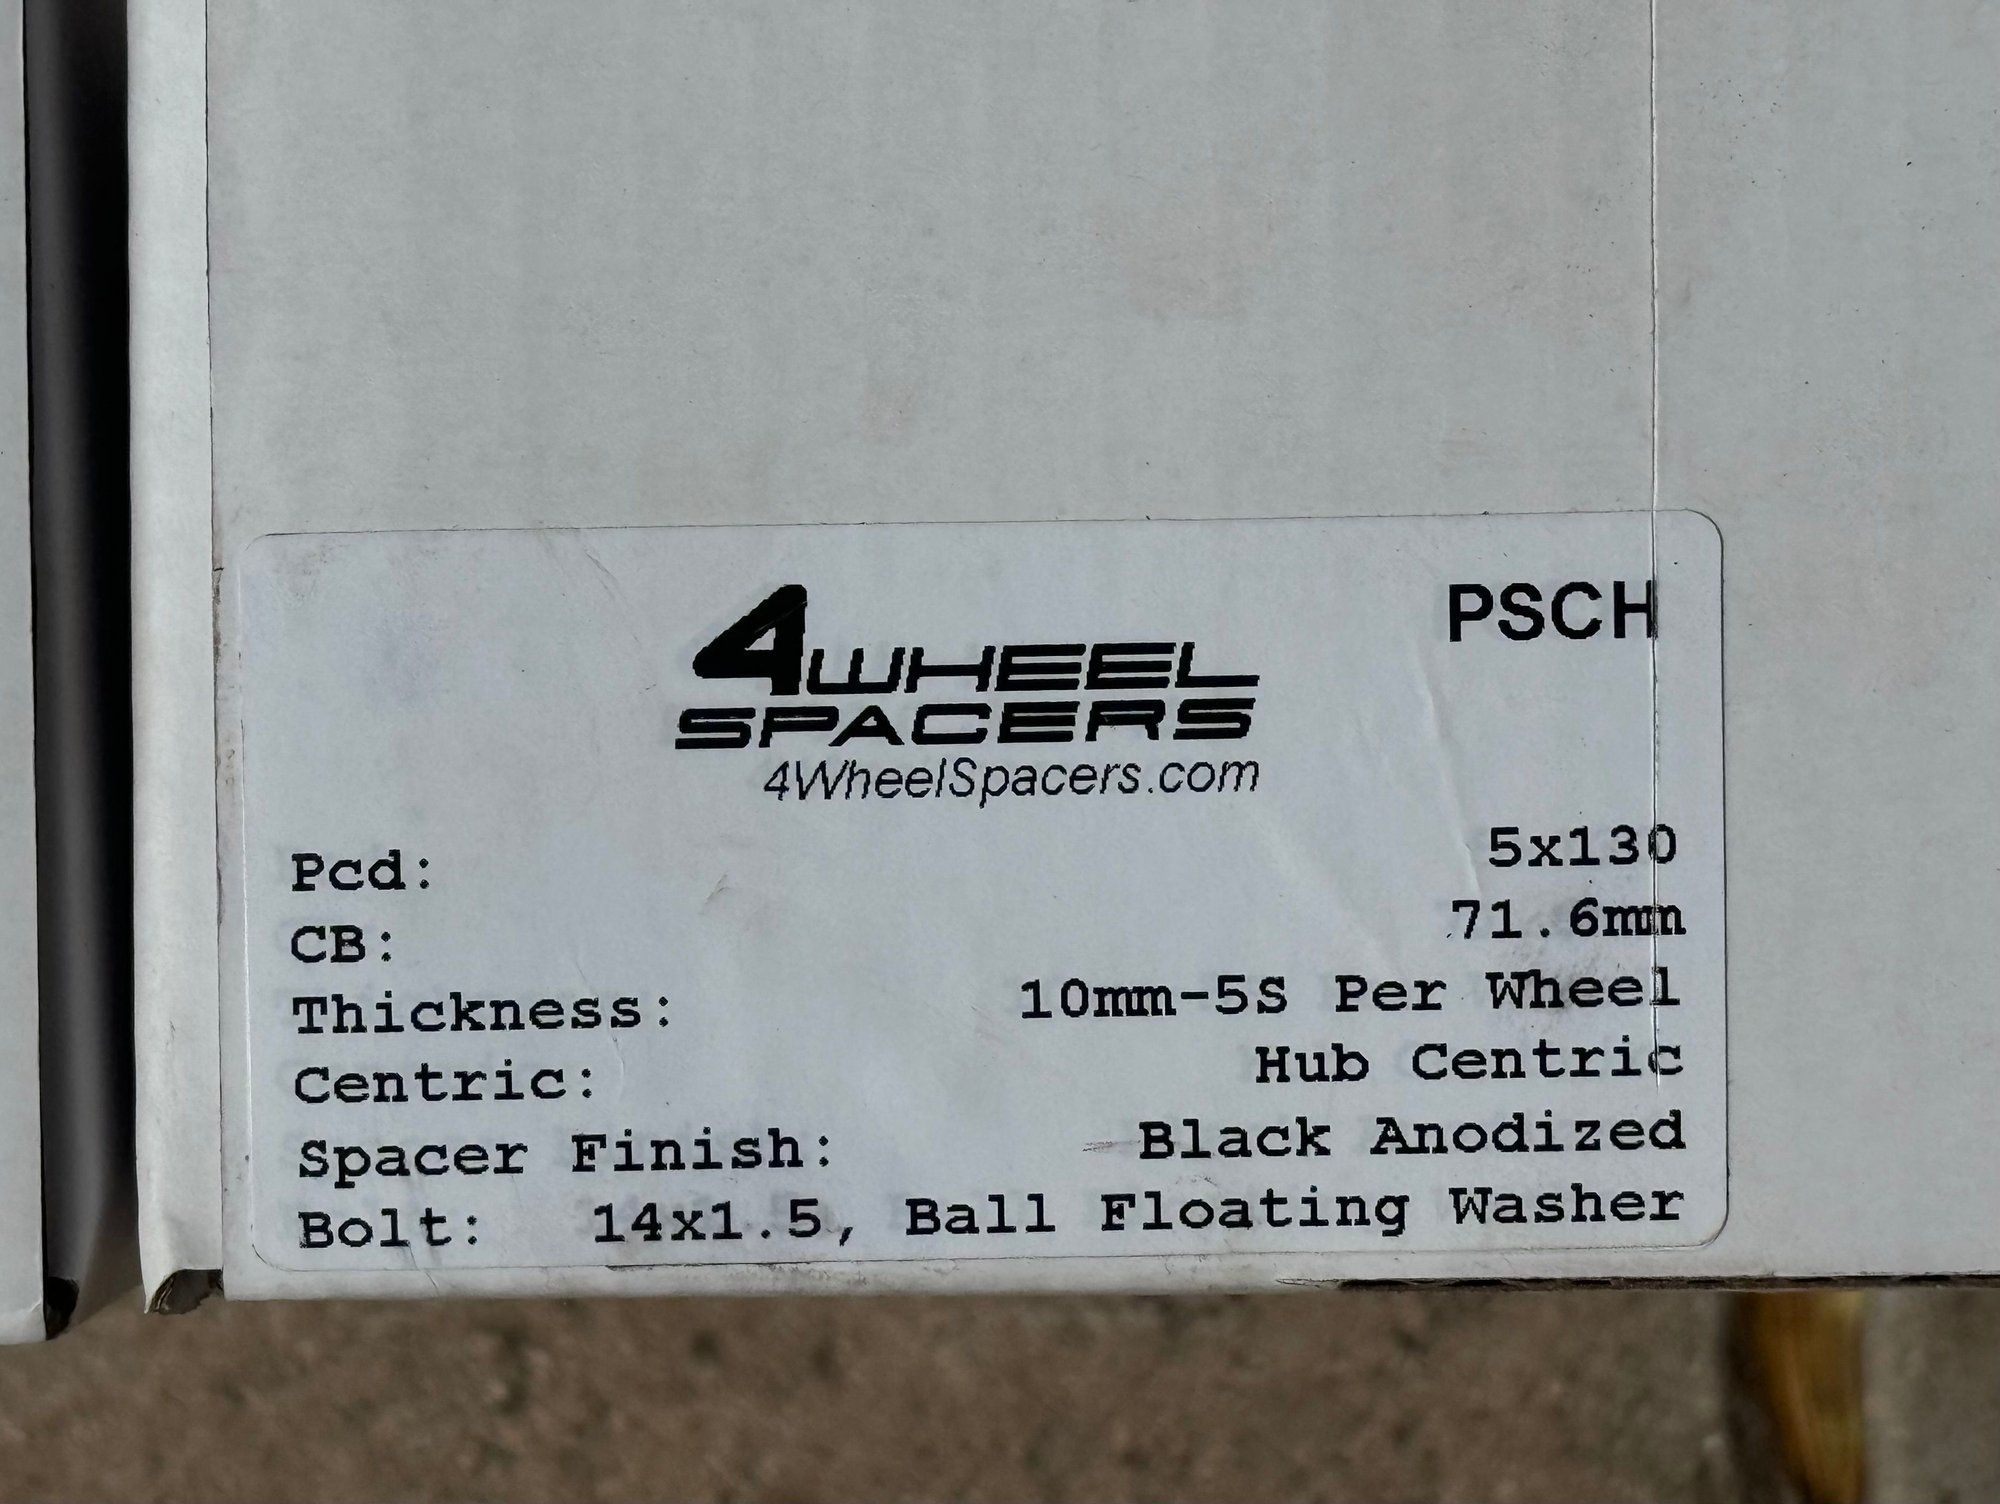 PSCH
4WHEEL
SPACERS
4WheelSpacers.com
Pcd: 5x130
CB: 71.6mm
Thickness: 10mm-5S Per Wheel
Centric: Hub Centric
Spacer Finish: Black Anodized
Bolt: 14x1.5, Ball Floating Washer